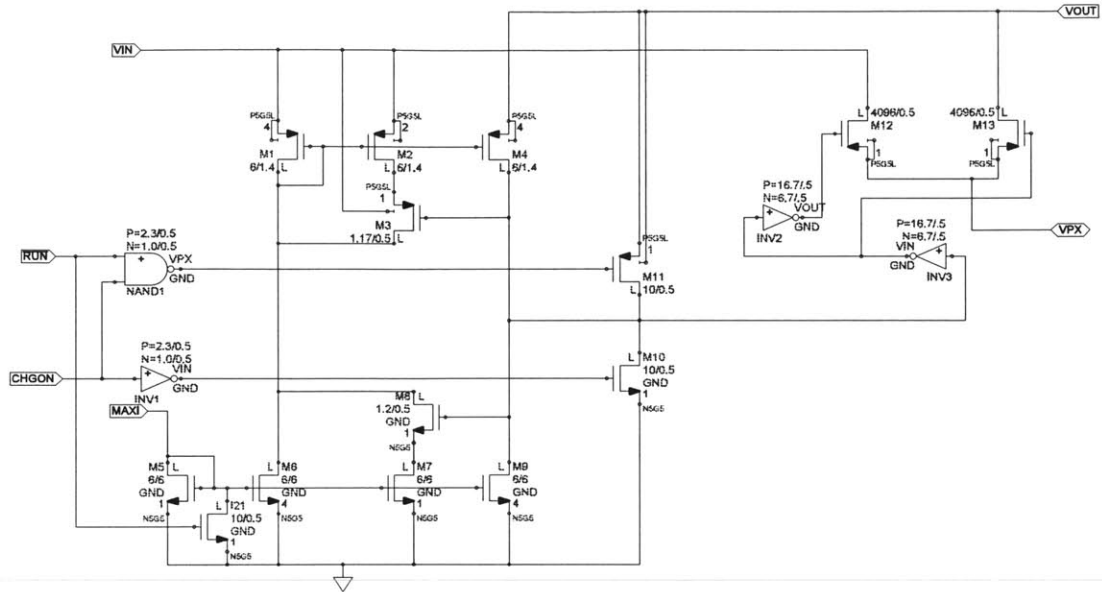 VOUT
VIN
P5G5L
4
M1
6/1.4
L
P5G5L
2
M2
L 6/1.4
P5G5L
4
M4
6/1.4
L
P5G5L
1
M3
1.17/0.5
L
4096/0.5
L
M12
1
P5G5L
4096/0.5
L
M13
1
P5G5L
P=16.7/.5
N=6.7/.5
VOUT
GND
INV2
P=16.7/.5
N=6.7/.5
VIN
GND
INV3
VPX
P=2.3/0.5
N=1.0/0.5
RUN
VPX
GND
NAND1
P5G5L
1
M11
L 10/0.5
P=2.3/0.5
N=1.0/0.5
CHGON
VIN
GND
INV1
L M10
10/0.5
GND
1
N5G5
MAXI
M8 L
1.2/0.5
GND
1
N5G5
M5 L
6/6
GND
1
N5G5
L M6
6/6
GND
4
N5G5
L M7
6/6
GND
1
N5G5
L M9
6/6
GND
4
N5G5
L I21
10/0.5
GND
1
N5G5